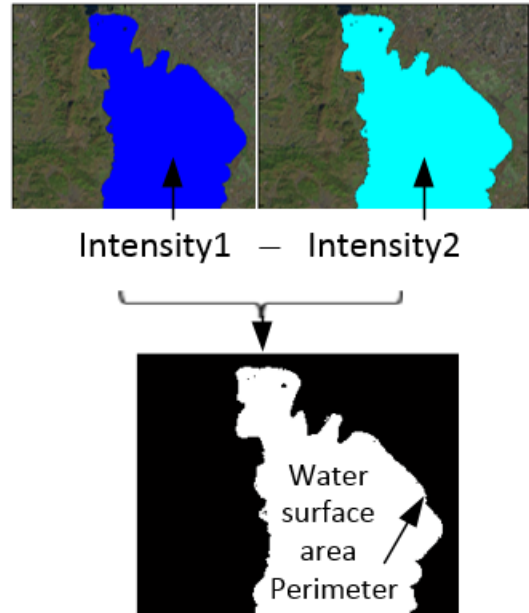 Intensity1 – Intensity2
Water
surface
area
Perimeter